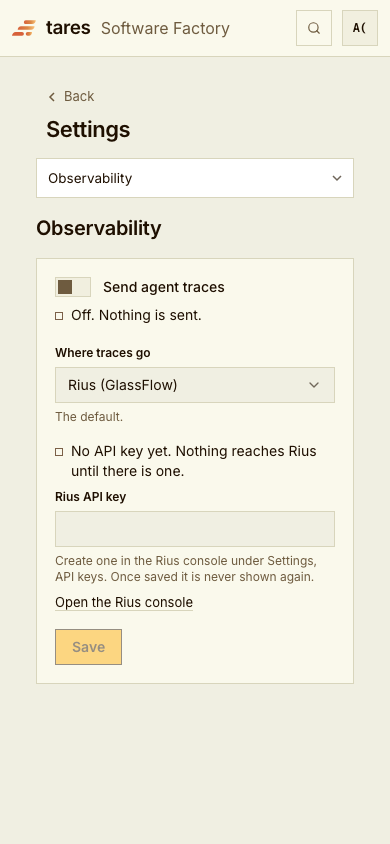 tares Software Factory A(
Back
Settings
Observability
Observability
Send agent traces
Off. Nothing is sent.
Where traces go
Rius (GlassFlow)
The default.
No API key yet. Nothing reaches Rius
until there is one.
Rius API key
Create one in the Rius console under Settings,
API keys. Once saved it is never shown again.
Open the Rius console
Save